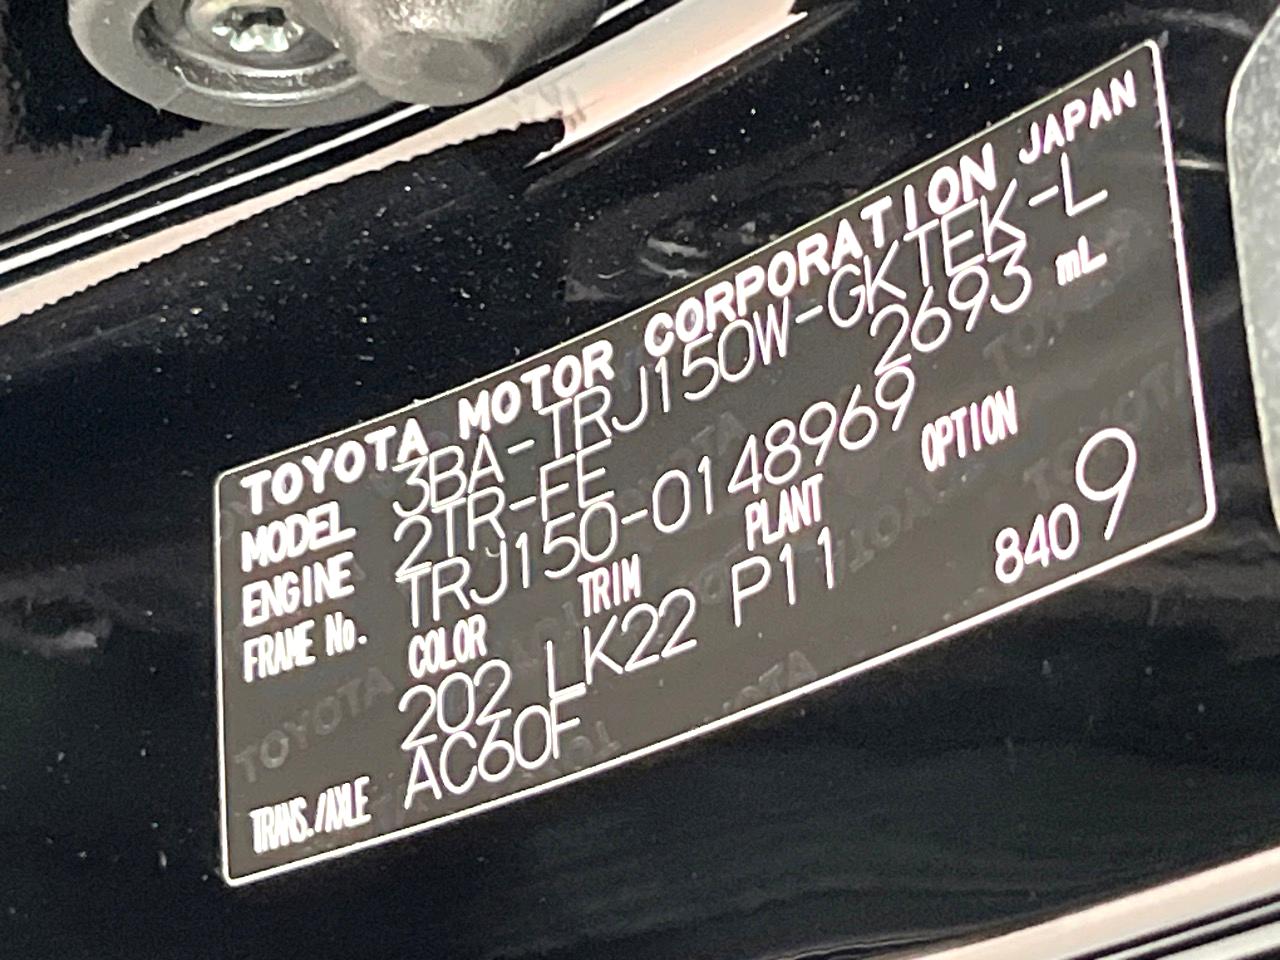 TOYOTA MOTOR CORPORATION JAPAN
MODEL 3BA-TRJ150W-GKTEK-L
ENGINE 2TR-FE 2693 mL
FRAME No. TRJ150-0148969
COLOR TRIM PLANT OPTION
202 LK22 P11 840 9
TRANS./AXLE AC60F